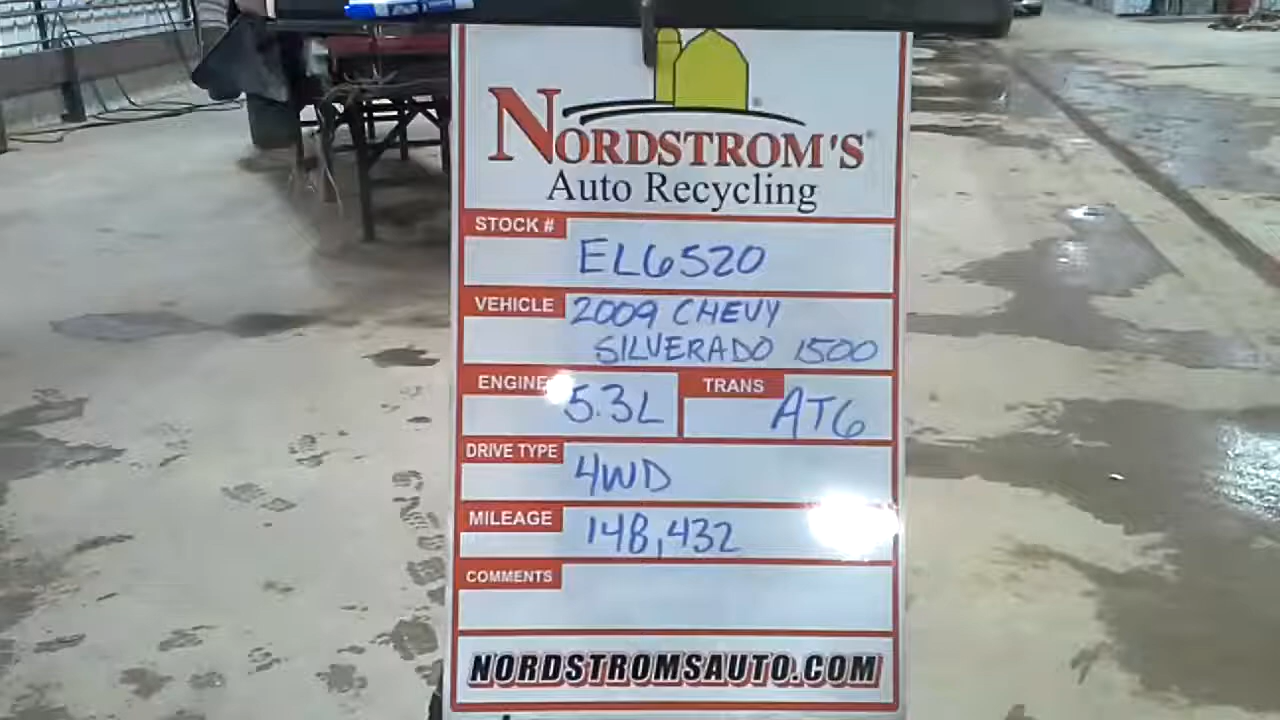 NORDSTROM'S®
Auto Recycling
STOCK # EL6520
VEHICLE 2009 CHEVY
SILVERADO 1500
ENGINE 5.3L TRANS AT6
DRIVE TYPE 4WD
MILEAGE 148,432
COMMENTS
NORDSTROMSAUTO.COM